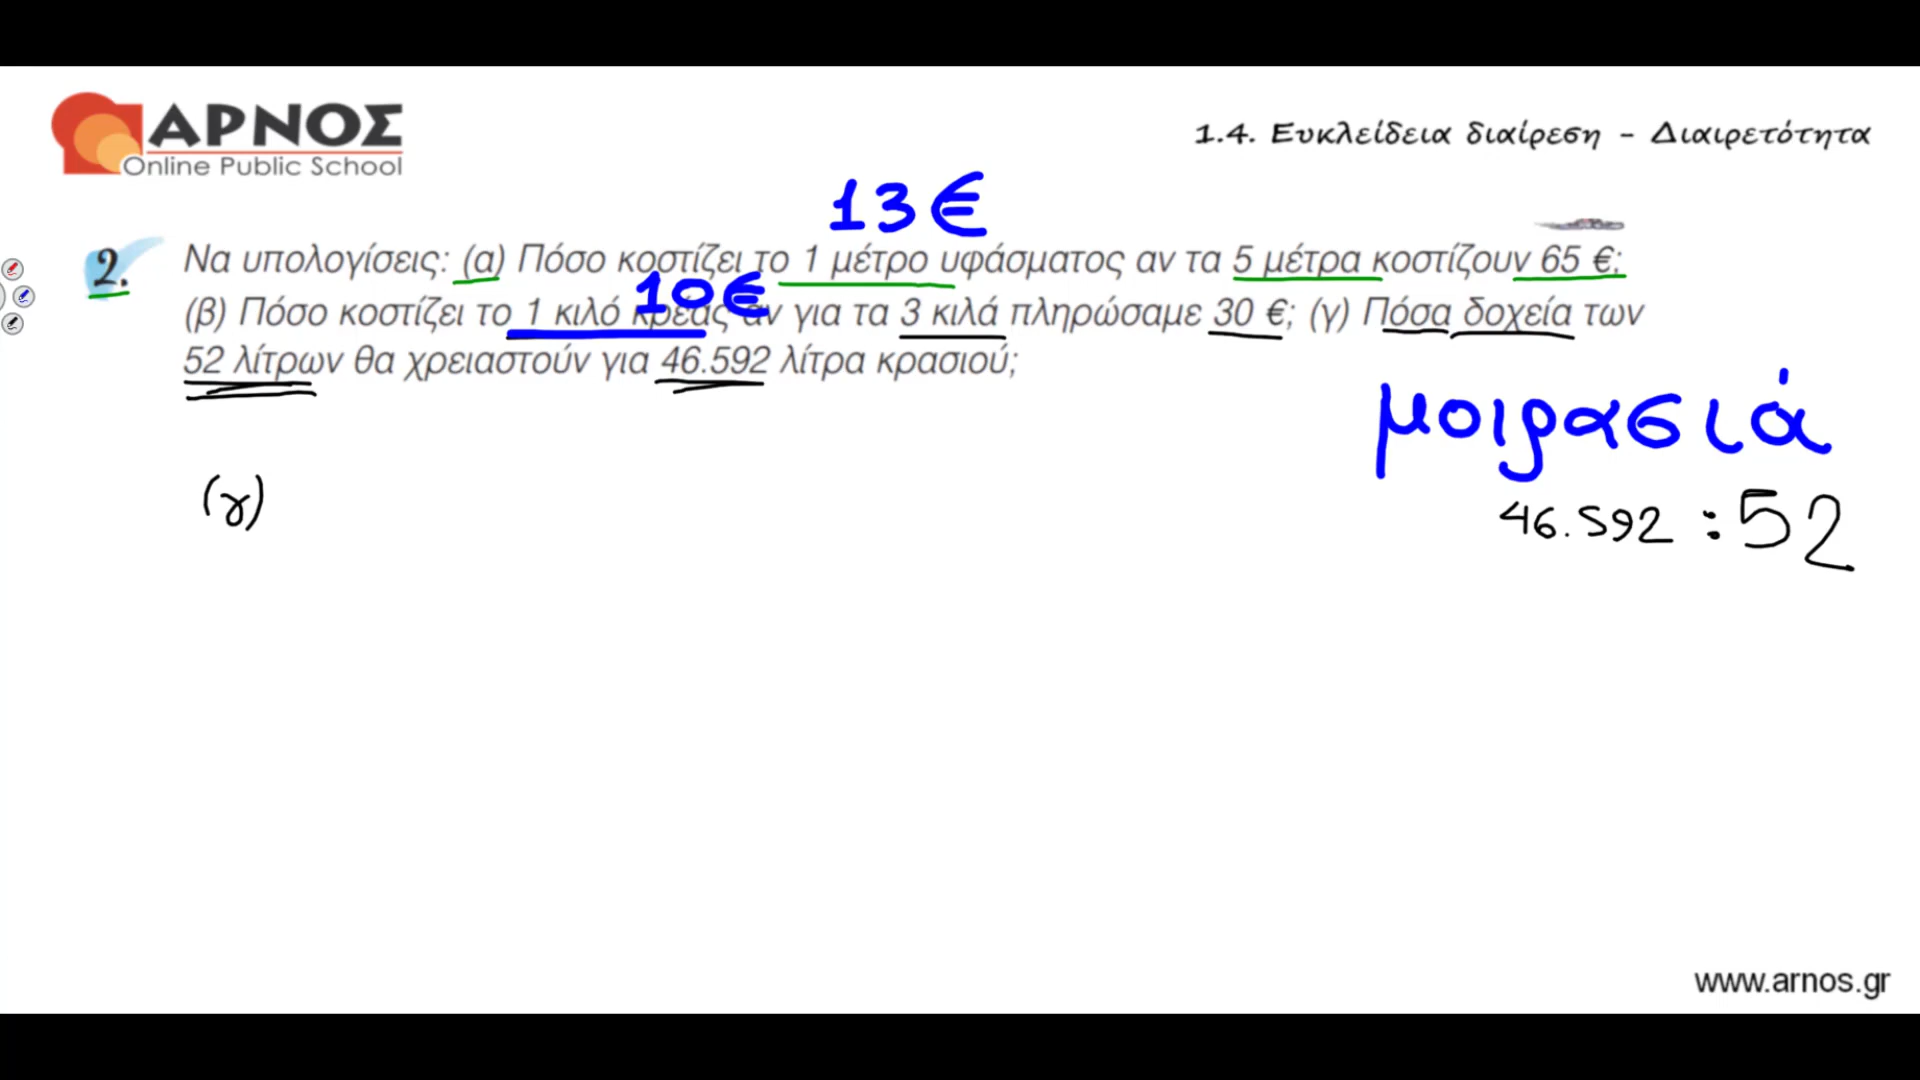 ΑΡΝΟΣ
Online Public School
1.4. Ευκλείδεια διαίρεση - Διαιρετότητα
13€
2. Να υπολογίσεις: (α) Πόσο κοστίζει το 1 μέτρο υφάσματος αν τα 5 μέτρα κοστίζουν 65 €;
10€
(β) Πόσο κοστίζει το 1 κιλό κρέας αν για τα 3 κιλά πληρώσαμε 30 €; (γ) Πόσα δοχεία των
52 λίτρων θα χρειαστούν για 46.592 λίτρα κρασιού;
μοιρασιά
(γ)
46.592 : 52
www.arnos.gr